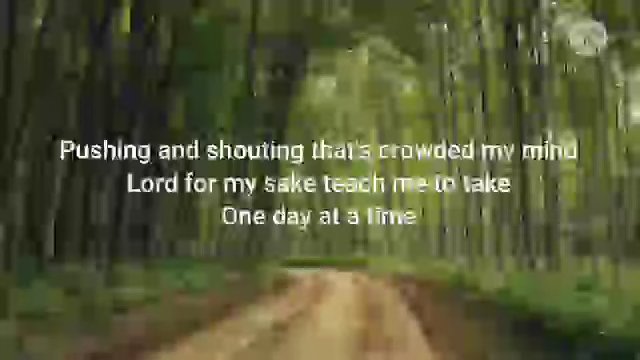 Pushing and shouting that's crowded my mind
Lord for my sake teach me to take
One day at a time